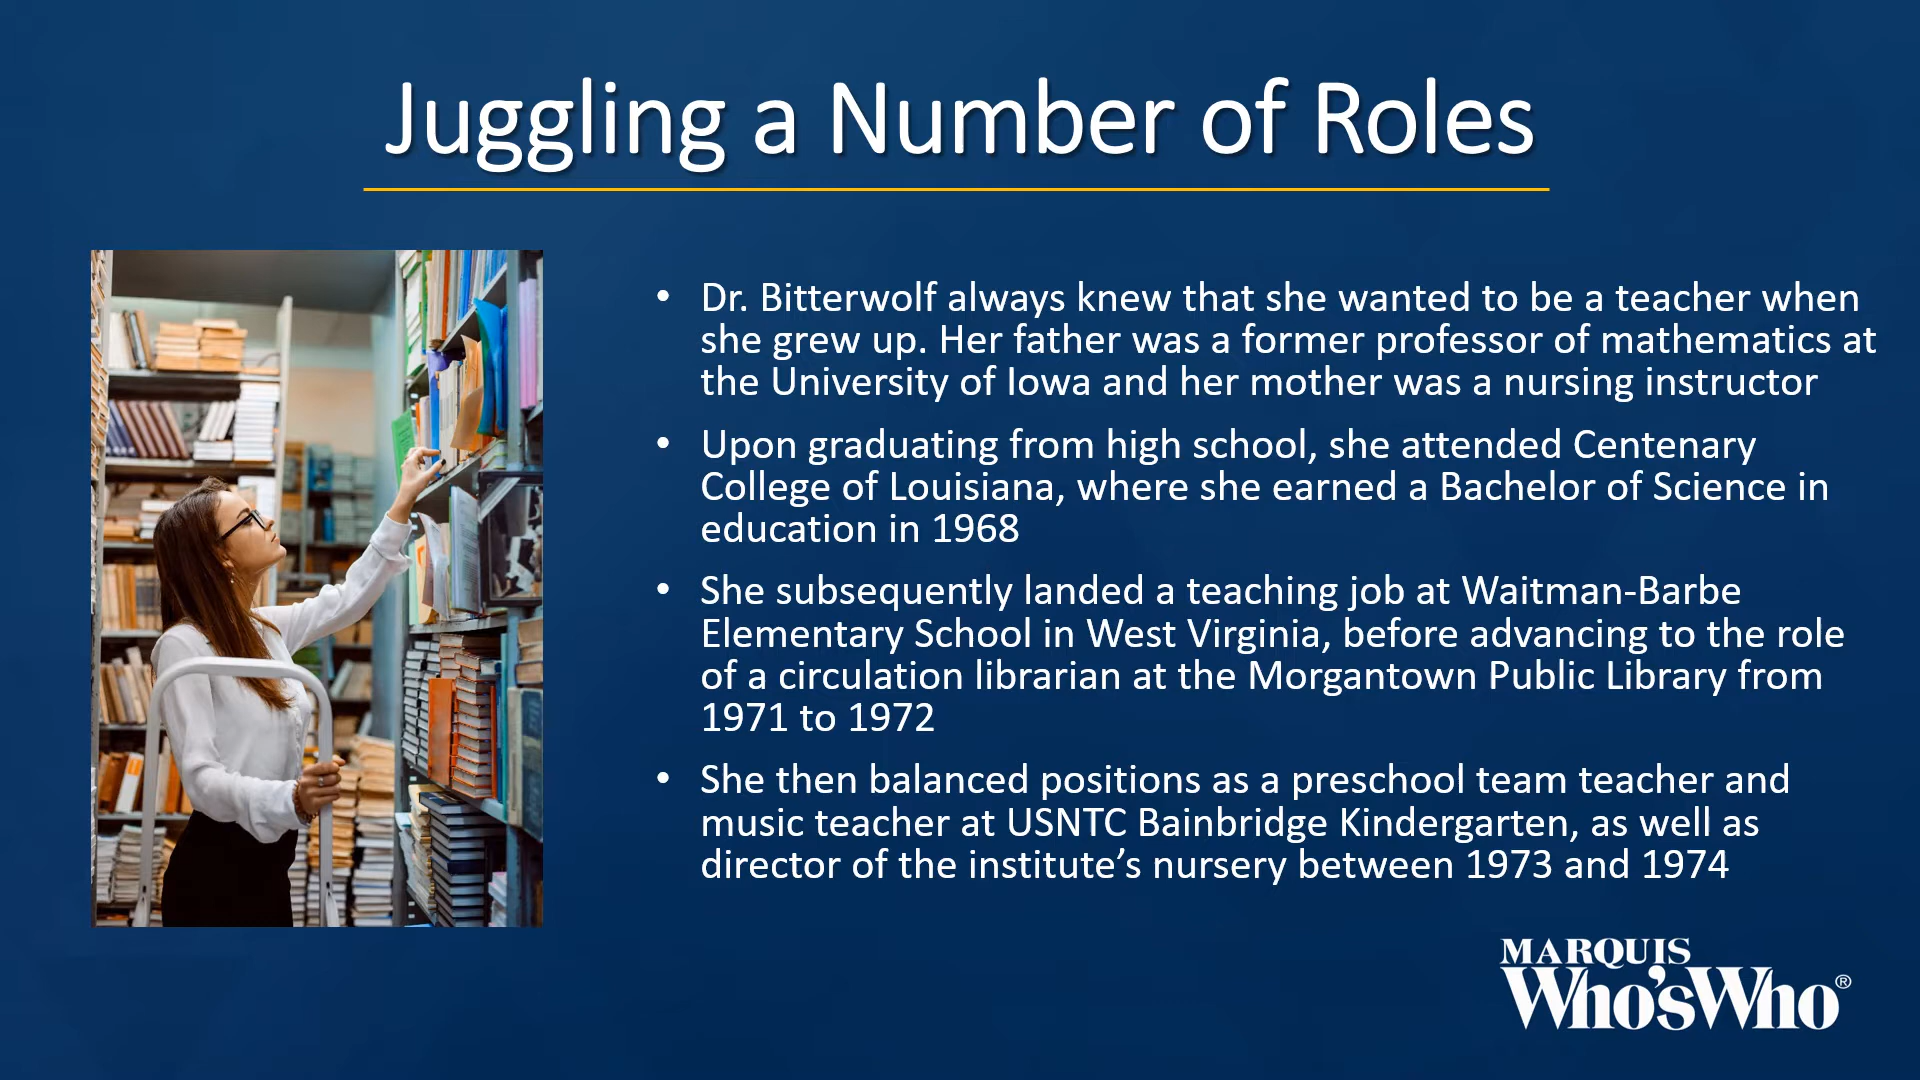 Juggling a Number of Roles
• Dr. Bitterwolf always knew that she wanted to be a teacher when
she grew up. Her father was a former professor of mathematics at
the University of Iowa and her mother was a nursing instructor
• Upon graduating from high school, she attended Centenary
College of Louisiana, where she earned a Bachelor of Science in
education in 1968
• She subsequently landed a teaching job at Waitman-Barbe
Elementary School in West Virginia, before advancing to the role
of a circulation librarian at the Morgantown Public Library from
1971 to 1972
• She then balanced positions as a preschool team teacher and
music teacher at USNTC Bainbridge Kindergarten, as well as
director of the institute’s nursery between 1973 and 1974
MARQUIS
Who’sWho®